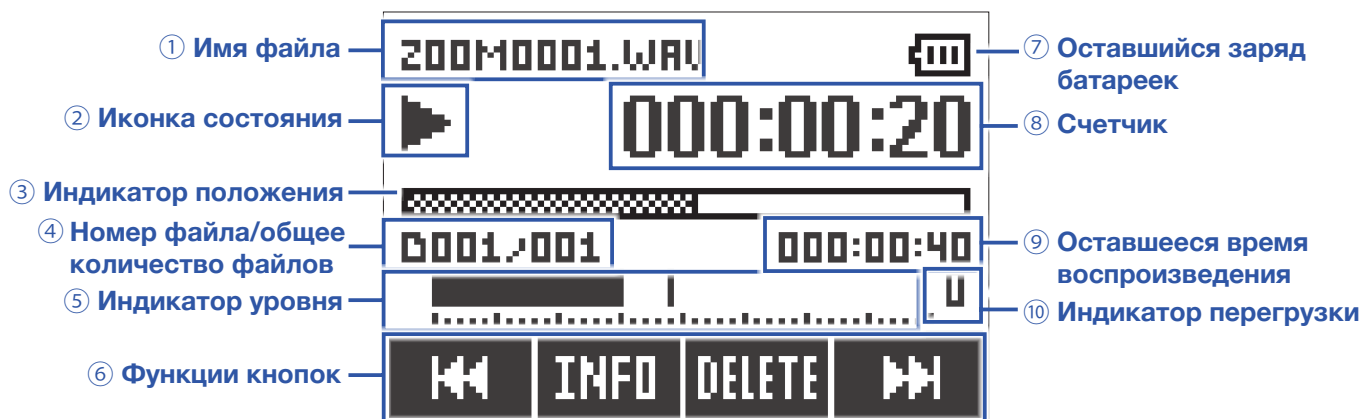 ① Имя файла
② Иконка состояния
③ Индикатор положения
④ Номер файла/общее
количество файлов
⑤ Индикатор уровня
⑥ Функции кнопок
ZOOM0001.WAV
000:00:20
001/001
000:00:40
INFO
DELETE
⑦ Оставшийся заряд
батареек
⑧ Счетчик
⑨ Оставшееся время
воспроизведения
⑩ Индикатор перегрузки